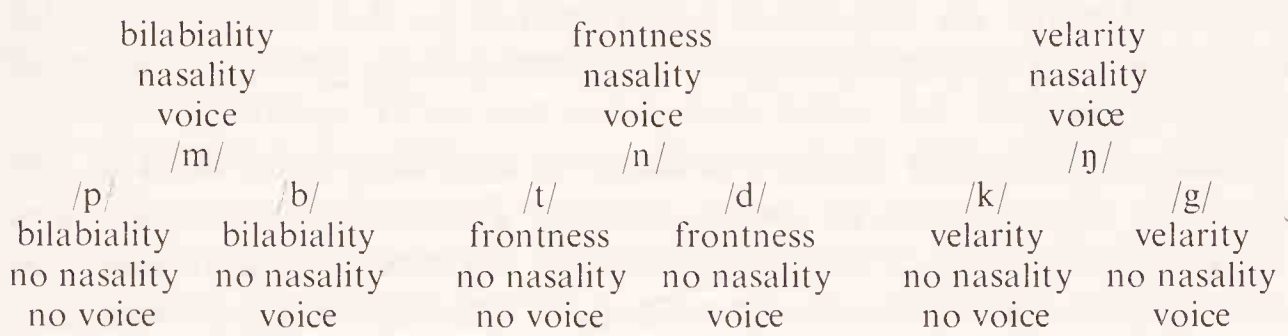 bilabiality frontness velarity
nasality nasality nasality
voice voice voice
/m/ /n/ /ŋ/
/p/ /b/ /t/ /d/ /k/ /g/
bilabiality bilabiality frontness frontness velarity velarity
no nasality no nasality no nasality no nasality no nasality no nasality
no voice voice no voice voice no voice voice